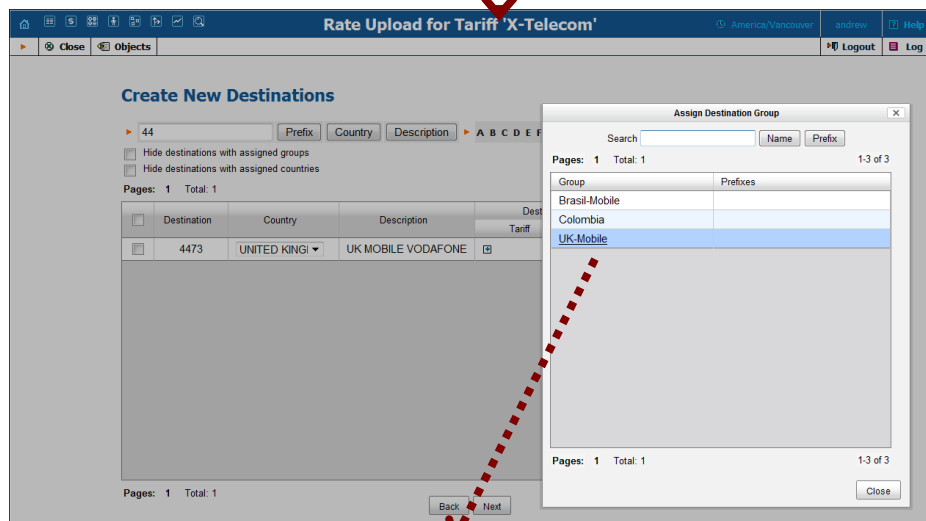 Rate Upload for Tariff 'X-Telecom'
America/Vancouver
andrew
Help
Close
Objects
Logout
Log
Create New Destinations
44
Prefix
Country
Description
A B C D E F
Hide destinations with assigned groups
Hide destinations with assigned countries
Pages: 1 Total: 1
Destination
Country
Description
Dest
Tariff
4473
UNITED KING
UK MOBILE VODAFONE
Pages: 1 Total: 1
Back
Next
Assign Destination Group
Search
Name
Prefix
Pages: 1 Total: 1
1-3 of 3
Group
Prefixes
Brasil-Mobile
Colombia
UK-Mobile
Pages: 1 Total: 1
1-3 of 3
Close